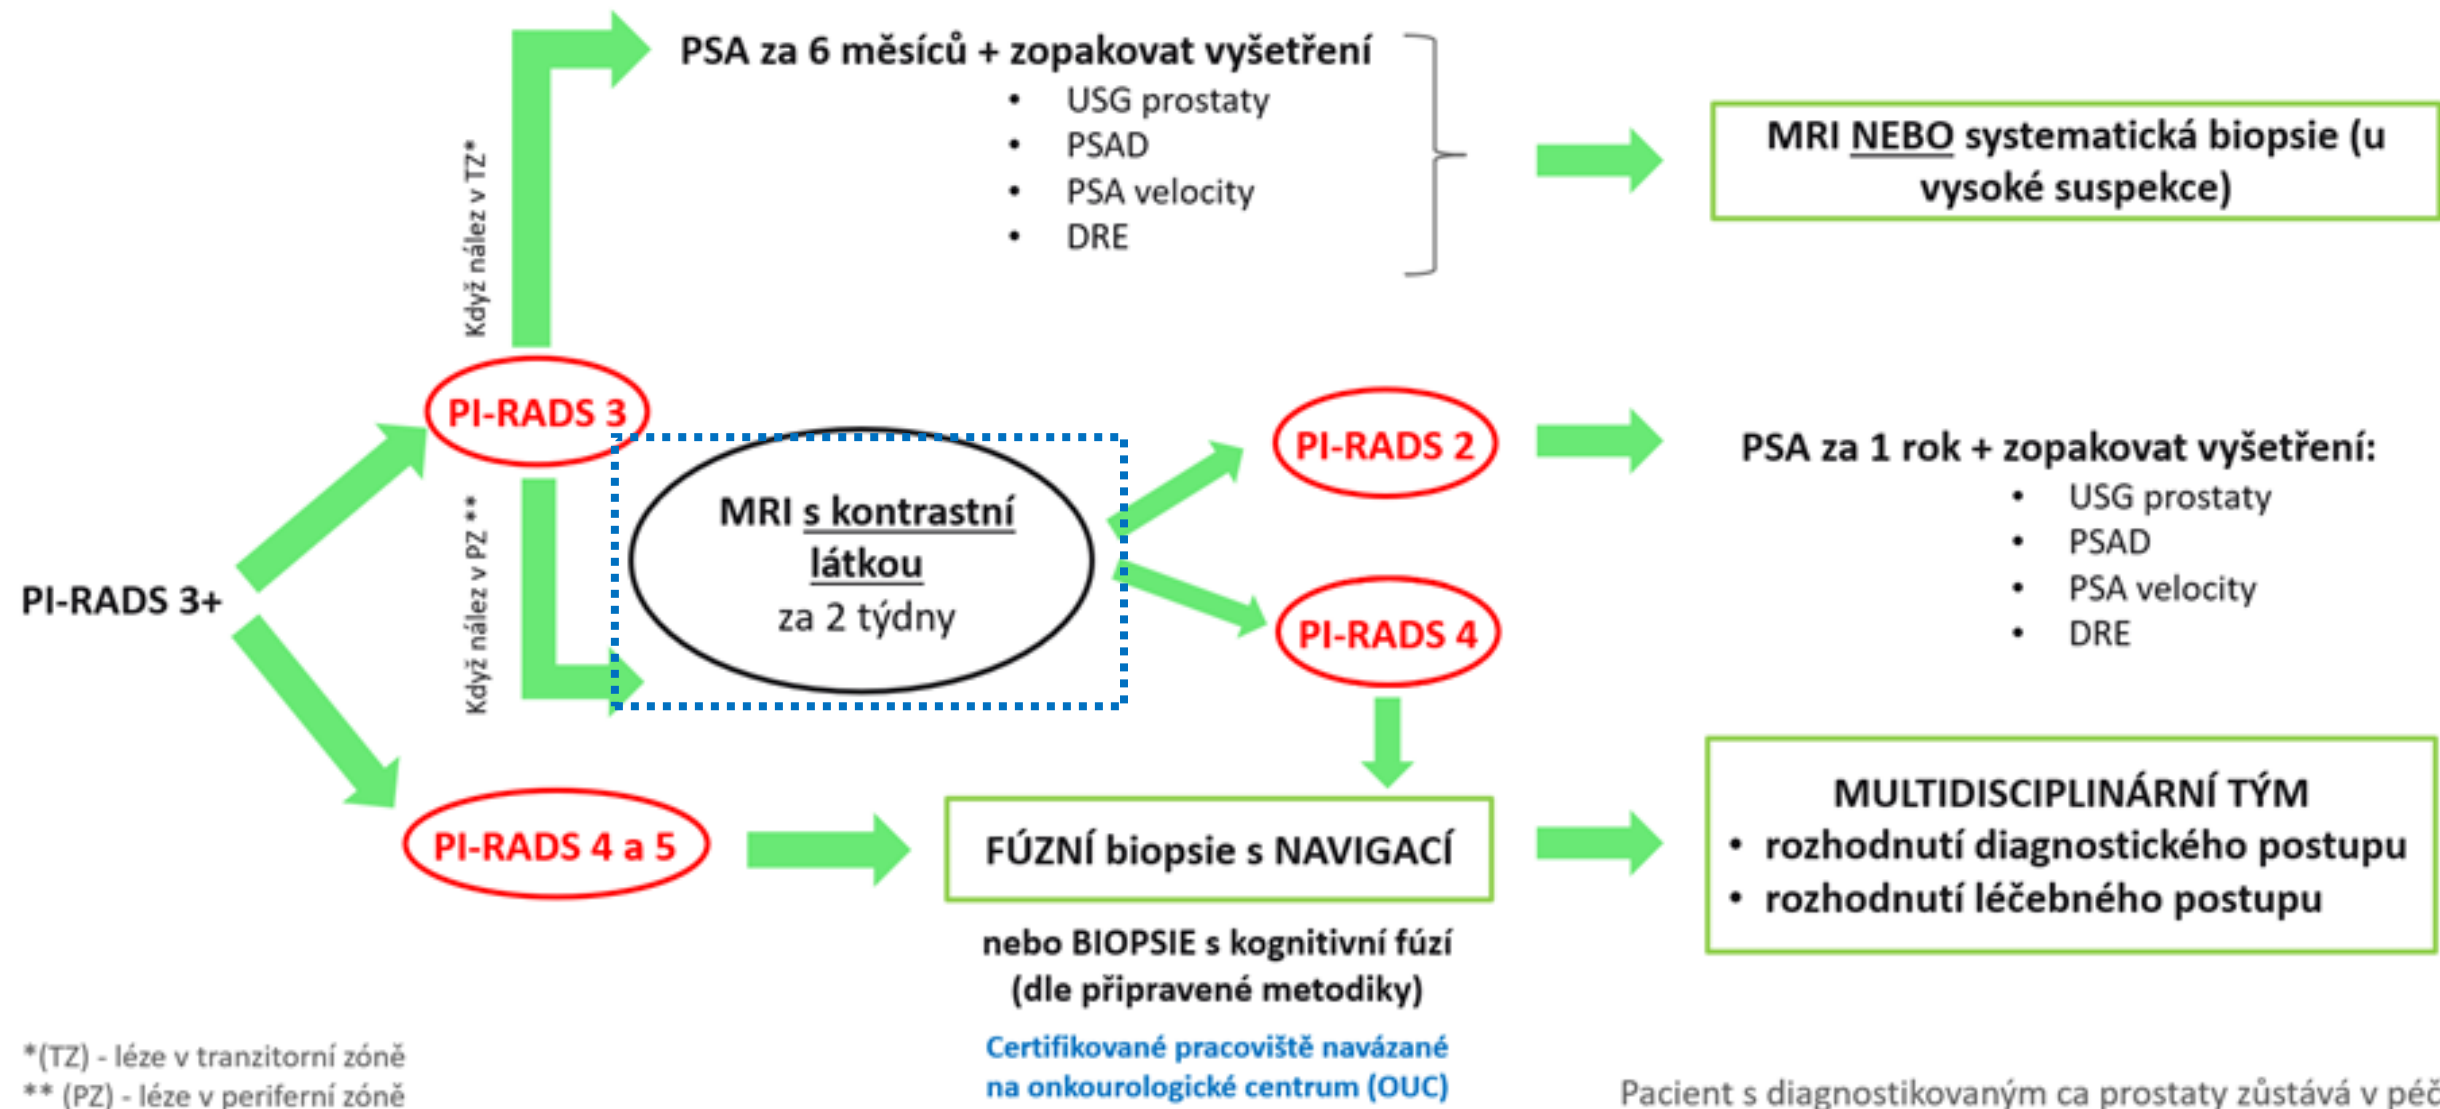 PSA za 6 měsíců + zopakovat vyšetření
• USG prostaty
• PSAD
• PSA velocity
• DRE
MRI NEBO systematická biopsie (u
vysoké suspekce)
Když nález v TZ*
PI-RADS 3
Když nález v PZ **
MRI s kontrastní
látkou
za 2 týdny
PI-RADS 2
PSA za 1 rok + zopakovat vyšetření:
• USG prostaty
• PSAD
• PSA velocity
• DRE
PI-RADS 3+
PI-RADS 4
PI-RADS 4 a 5
FÚZNÍ biopsie s NAVIGACÍ
MULTIDISCIPLINÁRNÍ TÝM
• rozhodnutí diagnostického postupu
• rozhodnutí léčebného postupu
nebo BIOPSIE s kognitivní fúzí
(dle připravené metodiky)
Certifikované pracoviště navázané
na onkourologické centrum (OUC)
*(TZ) - léze v tranzitorní zóně
** (PZ) - léze v periferní zóně
Pacient s diagnostikovaným ca prostaty zůstává v péč